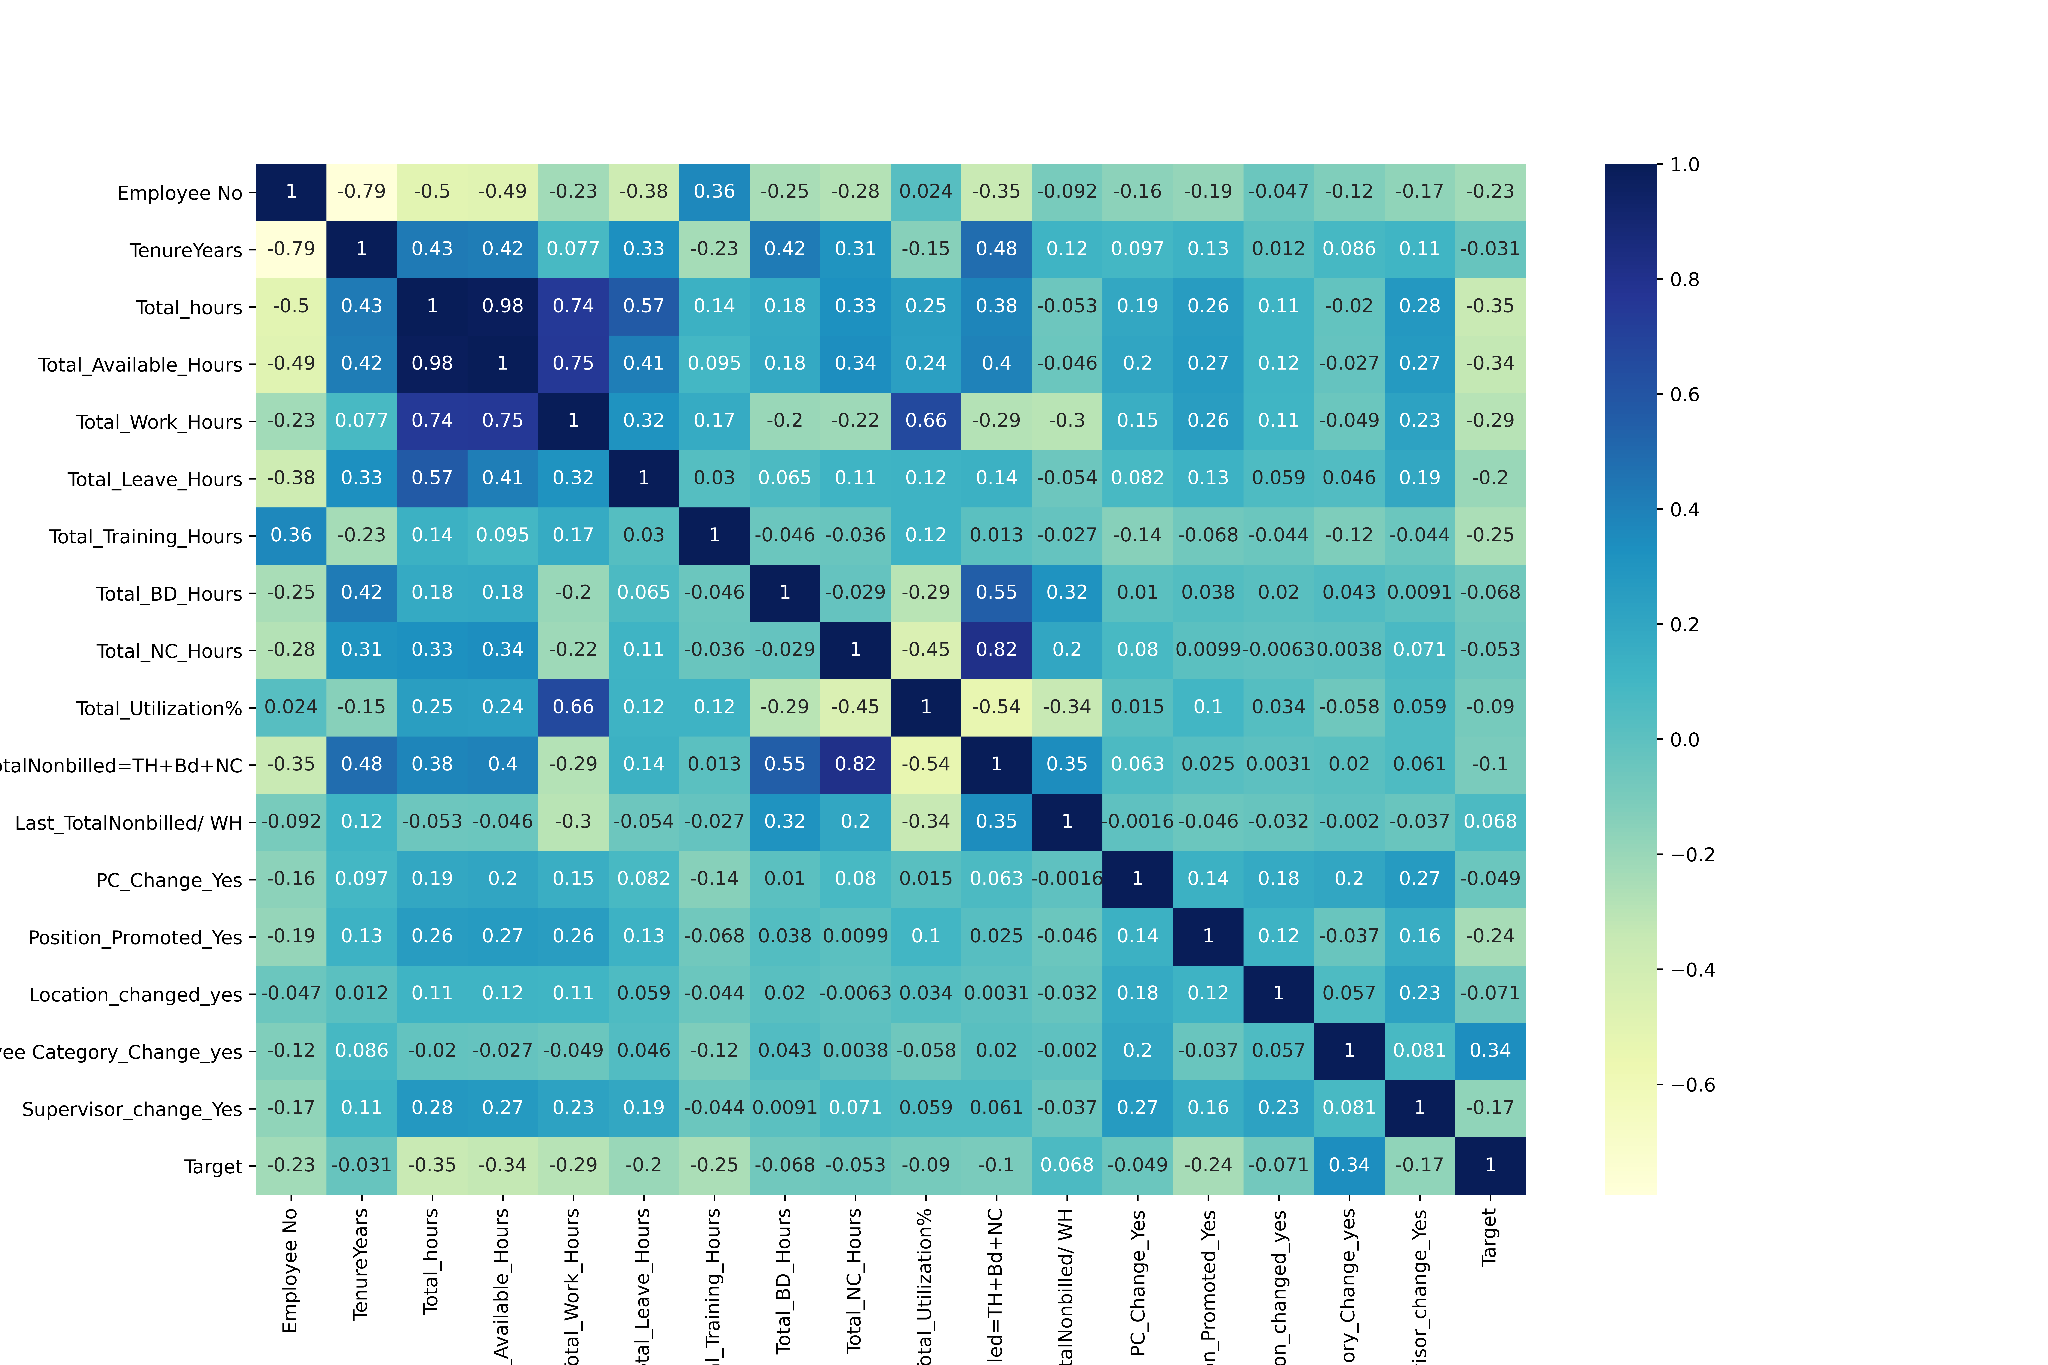 Employee No 1 -0.79 -0.5 -0.49 -0.23 -0.38 0.36 -0.25 -0.28 0.024 -0.35 -0.092 -0.16 -0.19 -0.047 -0.12 -0.17 -0.23
TenureYears -0.79 1 0.43 0.42 0.077 0.33 -0.23 0.42 0.31 -0.15 0.48 0.12 0.097 0.13 0.012 0.086 0.11 -0.031
Total_hours -0.5 0.43 1 0.98 0.74 0.57 0.14 0.18 0.33 0.25 0.38 -0.053 0.19 0.26 0.11 -0.02 0.28 -0.35
Total_Available_Hours -0.49 0.42 0.98 1 0.75 0.41 0.095 0.18 0.34 0.24 0.4 -0.046 0.2 0.27 0.12 -0.027 0.27 -0.34
Total_Work_Hours -0.23 0.077 0.74 0.75 1 0.32 0.17 -0.2 -0.22 0.66 -0.29 -0.3 0.15 0.26 0.11 -0.049 0.23 -0.29
Total_Leave_Hours -0.38 0.33 0.57 0.41 0.32 1 0.03 0.065 0.11 0.12 0.14 -0.054 0.082 0.13 0.059 0.046 0.19 -0.2
Total_Training_Hours 0.36 -0.23 0.14 0.095 0.17 0.03 1 -0.046 -0.036 0.12 0.013 -0.027 -0.14 -0.068 -0.044 -0.12 -0.044 -0.25
Total_BD_Hours -0.25 0.42 0.18 0.18 -0.2 0.065 -0.046 1 -0.029 -0.29 0.55 0.32 0.01 0.038 0.02 0.043 0.0091 -0.068
Total_NC_Hours -0.28 0.31 0.33 0.34 -0.22 0.11 -0.036 -0.029 1 -0.45 0.82 0.2 0.08 0.0099 -0.0063 0.0038 0.071 -0.053
Total_Utilization% 0.024 -0.15 0.25 0.24 0.66 0.12 0.12 -0.29 -0.45 1 -0.54 -0.34 0.015 0.1 0.034 -0.058 0.059 -0.09
otalNonbilled=TH+Bd+NC -0.35 0.48 0.38 0.4 -0.29 0.14 0.013 0.55 0.82 -0.54 1 0.35 0.063 0.025 0.0031 0.02 0.061 -0.1
Last_TotalNonbilled/ WH -0.092 0.12 -0.053 -0.046 -0.3 -0.054 -0.027 0.32 0.2 -0.34 0.35 1 -0.0016 -0.046 -0.032 -0.002 -0.037 0.068
PC_Change_Yes -0.16 0.097 0.19 0.2 0.15 0.082 -0.14 0.01 0.08 0.015 0.063 -0.0016 1 0.14 0.18 0.2 0.27 -0.049
Position_Promoted_Yes -0.19 0.13 0.26 0.27 0.26 0.13 -0.068 0.038 0.0099 0.1 0.025 -0.046 0.14 1 0.12 -0.037 0.16 -0.24
Location_changed_yes -0.047 0.012 0.11 0.12 0.11 0.059 -0.044 0.02 -0.0063 0.034 0.0031 -0.032 0.18 0.12 1 0.057 0.23 -0.071
yee Category_Change_yes -0.12 0.086 -0.02 -0.027 -0.049 0.046 -0.12 0.043 0.0038 -0.058 0.02 -0.002 0.2 -0.037 0.057 1 0.081 0.34
Supervisor_change_Yes -0.17 0.11 0.28 0.27 0.23 0.19 -0.044 0.0091 0.071 0.059 0.061 -0.037 0.27 0.16 0.23 0.081 1 -0.17
Target -0.23 -0.031 -0.35 -0.34 -0.29 -0.2 -0.25 -0.068 -0.053 -0.09 -0.1 0.068 -0.049 -0.24 -0.071 0.34 -0.17 1
Employee No
TenureYears
Total_hours
_Available_Hours
otal_Work_Hours
otal_Leave_Hours
l_Training_Hours
Total_BD_Hours
Total_NC_Hours
otal_Utilization%
led=TH+Bd+NC
talNonbilled/ WH
PC_Change_Yes
on_Promoted_Yes
on_changed_yes
ory_Change_yes
isor_change_Yes
Target
1.0
0.8
0.6
0.4
0.2
0.0
−0.2
−0.4
−0.6